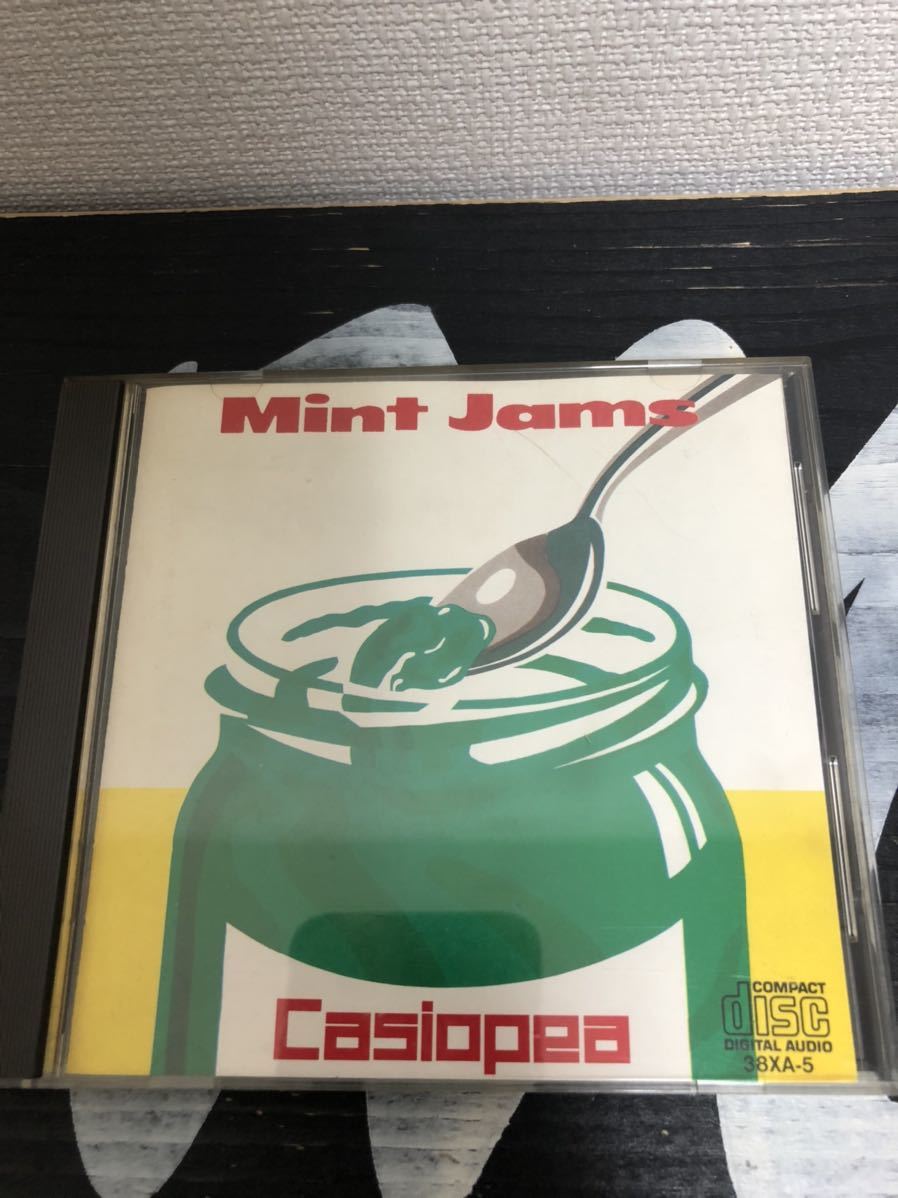 Mint Jams
Casiopea
COMPACT
disc
DIGITAL AUDIO
38XA-5